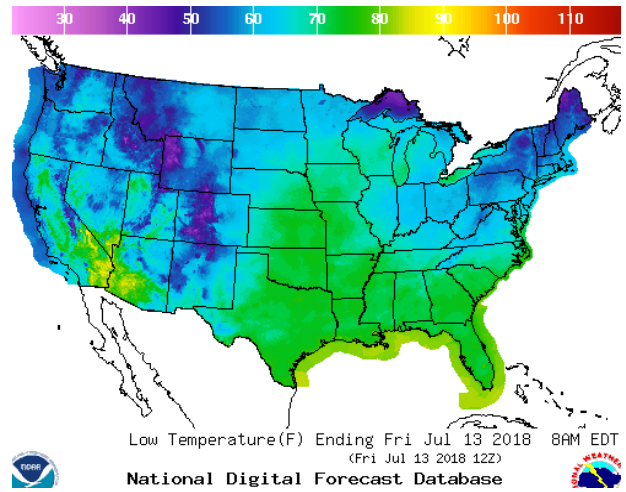 30 40 50 60 70 80 90 100 110
Low Temperature(F) Ending Fri Jul 13 2018 8AM EDT
(Fri Jul 13 2018 12Z)
National Digital Forecast Database
NOAA